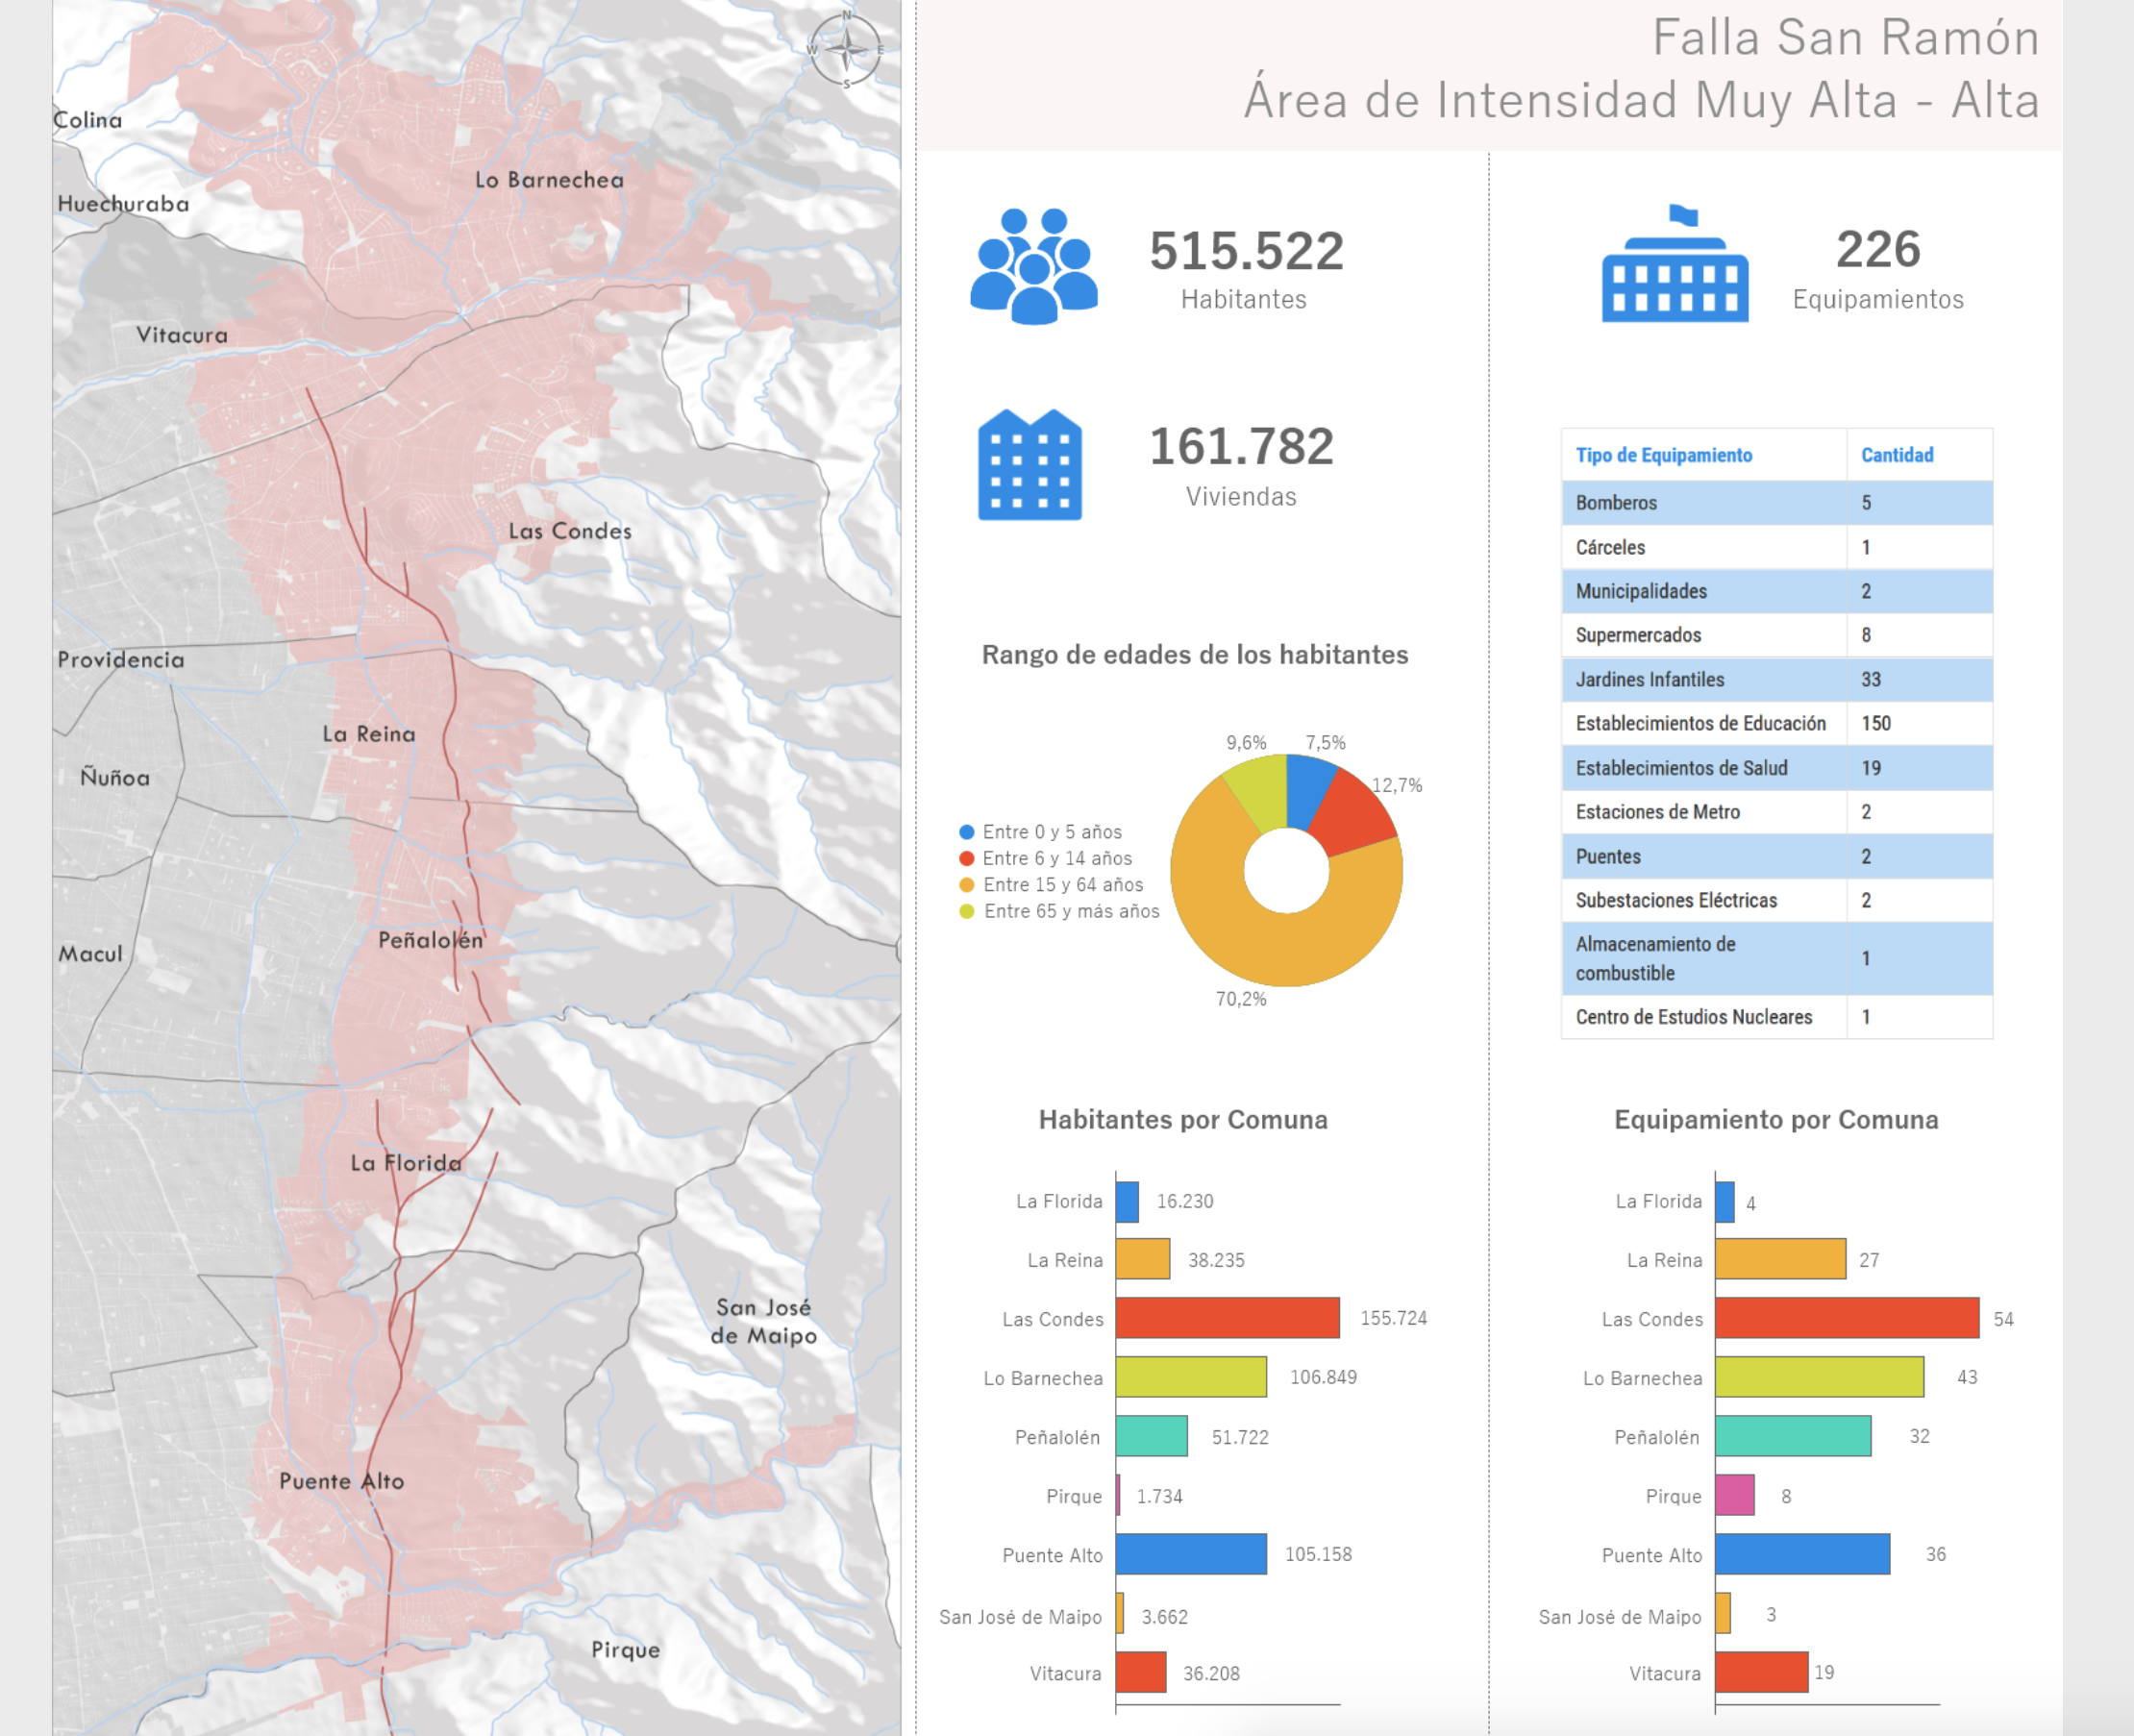 N
W
E
S
Colina
Lo Barnechea
Huechuraba
Vitacura
Las Condes
Providencia
La Reina
Ñuñoa
Peñalolén
Macul
La Florida
San José
de Maipo
Puente Alto
Pirque
Falla San Ramón
Área de Intensidad Muy Alta - Alta
515.522
Habitantes
161.782
Viviendas
Rango de edades de los habitantes
9,6%
7,5%
12,7%
70,2%
Entre 0 y 5 años
Entre 6 y 14 años
Entre 15 y 64 años
Entre 65 y más años
Habitantes por Comuna
La Florida 16.230
La Reina 38.235
Las Condes 155.724
Lo Barnechea 106.849
Peñalolén 51.722
Pirque 1.734
Puente Alto 105.158
San José de Maipo 3.662
Vitacura 36.208
226
Equipamientos
Tipo de Equipamiento Cantidad
Bomberos 5
Cárceles 1
Municipalidades 2
Supermercados 8
Jardines Infantiles 33
Establecimientos de Educación 150
Establecimientos de Salud 19
Estaciones de Metro 2
Puentes 2
Subestaciones Eléctricas 2
Almacenamiento de
combustible 1
Centro de Estudios Nucleares 1
Equipamiento por Comuna
La Florida 4
La Reina 27
Las Condes 54
Lo Barnechea 43
Peñalolén 32
Pirque 8
Puente Alto 36
San José de Maipo 3
Vitacura 19